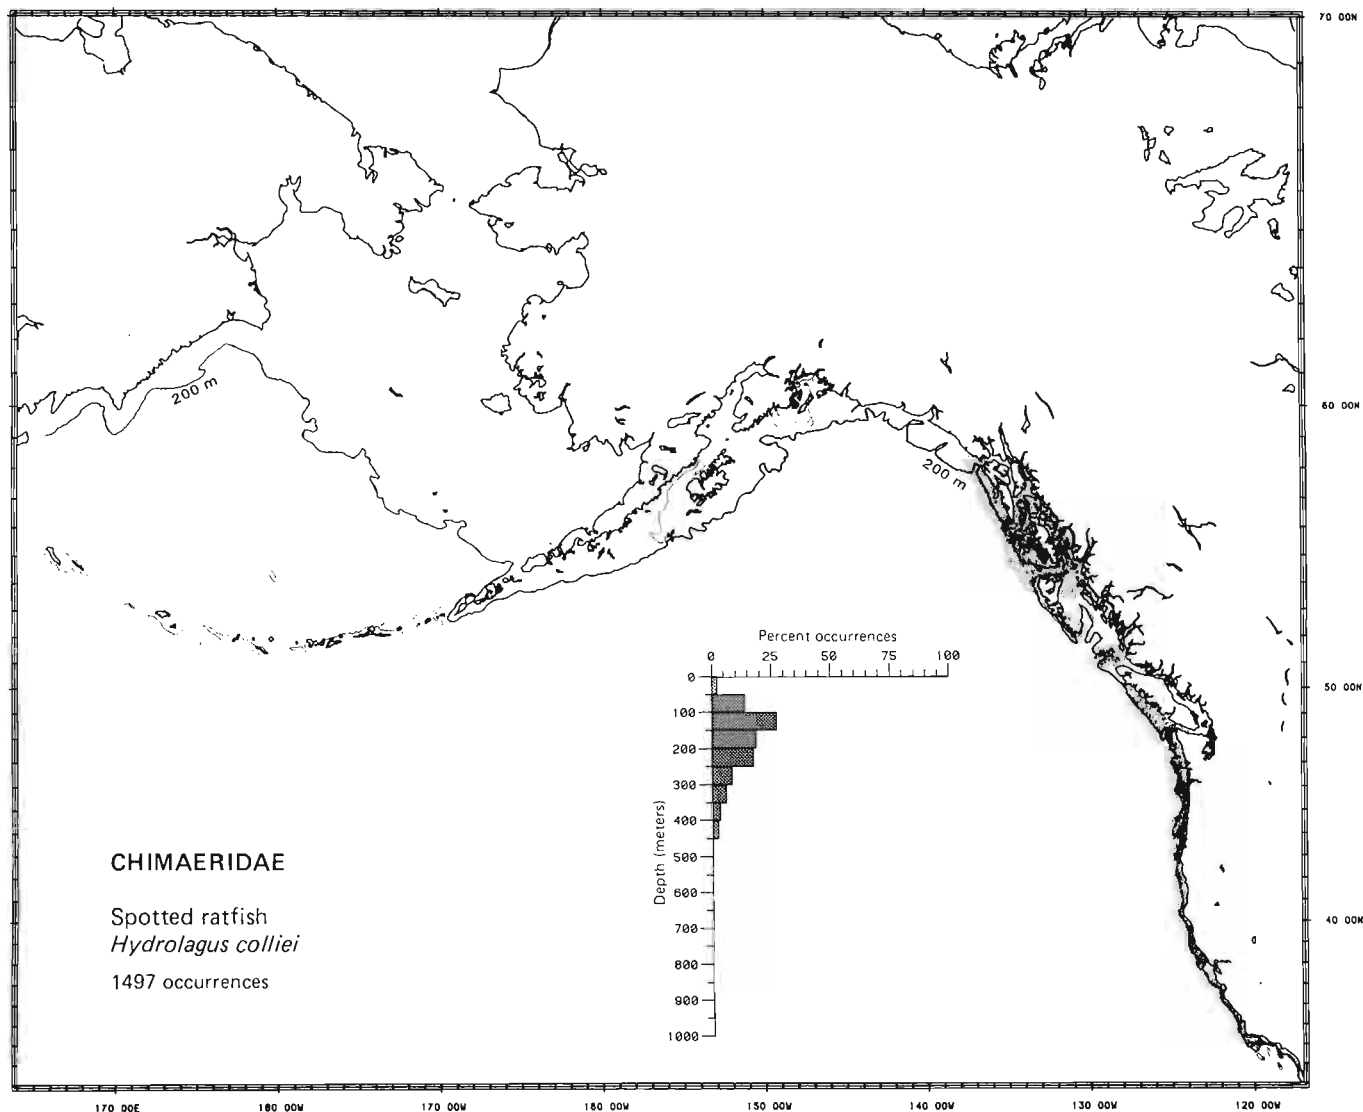 70 00N
200 m
60 00N
200 m
Percent occurrences
0 25 50 75 100
0
50 00N
100
200
300
Depth (meters)
400
CHIMAERIDAE
500
600
Spotted ratfish
40 00N
700
Hydrolagus colliei
800
1497 occurrences
900
1000
170 00E 180 00W 170 00W 160 00W 150 00W 140 00W 130 00W 120 00W